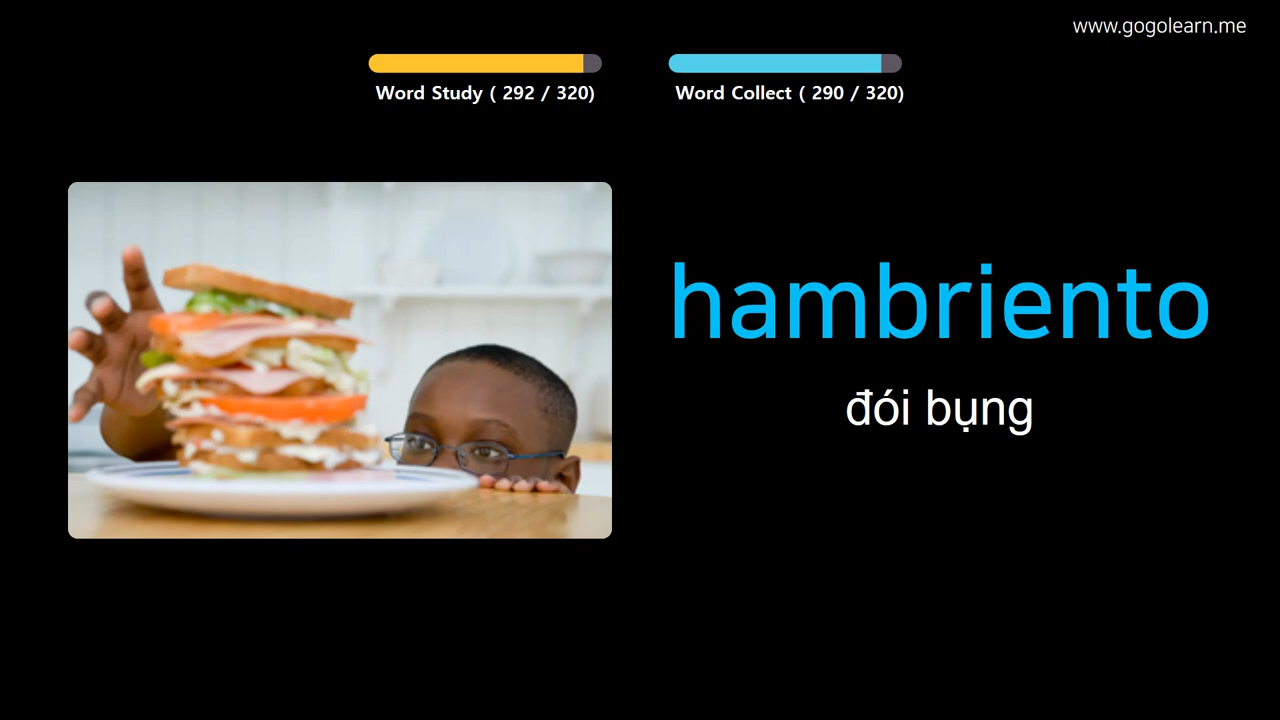 www.gogolearn.me
Word Study ( 292 / 320)
Word Collect ( 290 / 320)
hambriento
đói bụng